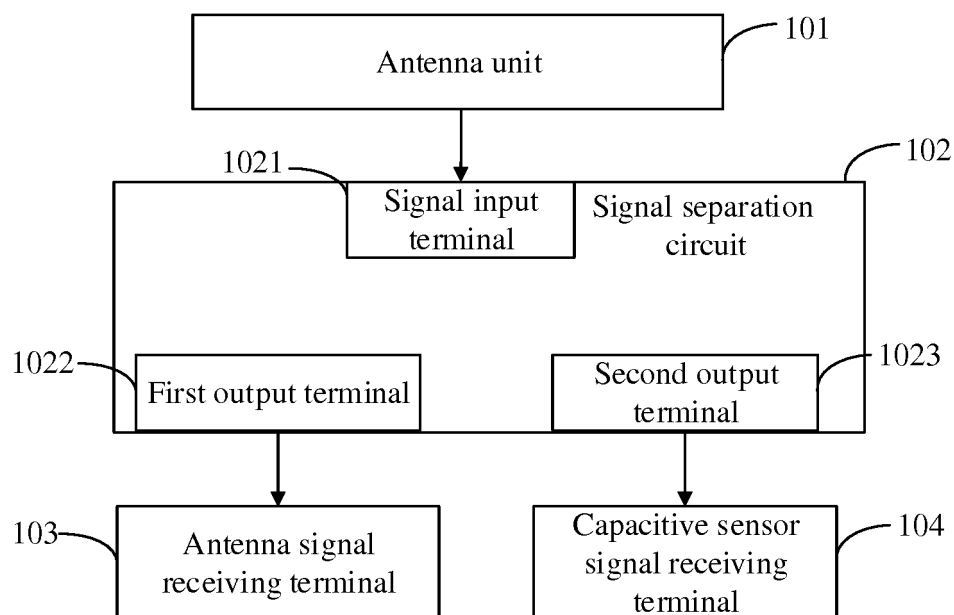 101
Antenna unit
102
1021
Signal input
terminal
Signal separation
circuit
1022
First output terminal
1023
Second output
terminal
103
Antenna signal
receiving terminal
104
Capacitive sensor
signal receiving
terminal